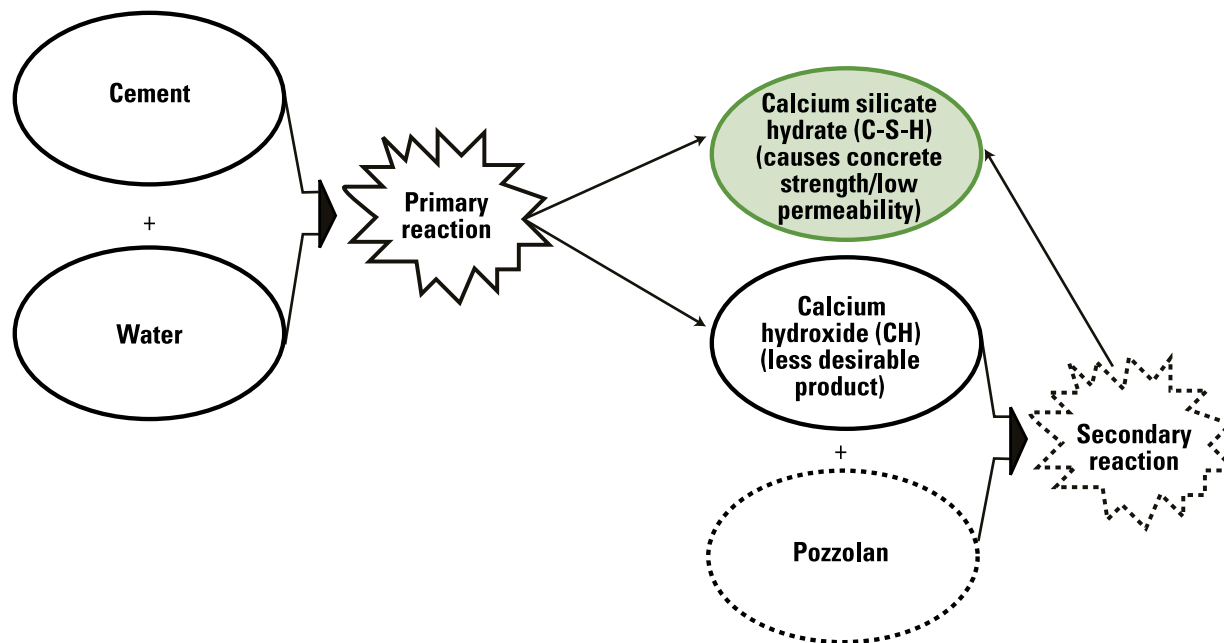 Cement
+
Water
Primary
reaction
Calcium silicate
hydrate (C-S-H)
(causes concrete
strength/low
permeability)
Calcium
hydroxide (CH)
(less desirable
product)
+
Pozzolan
Secondary
reaction